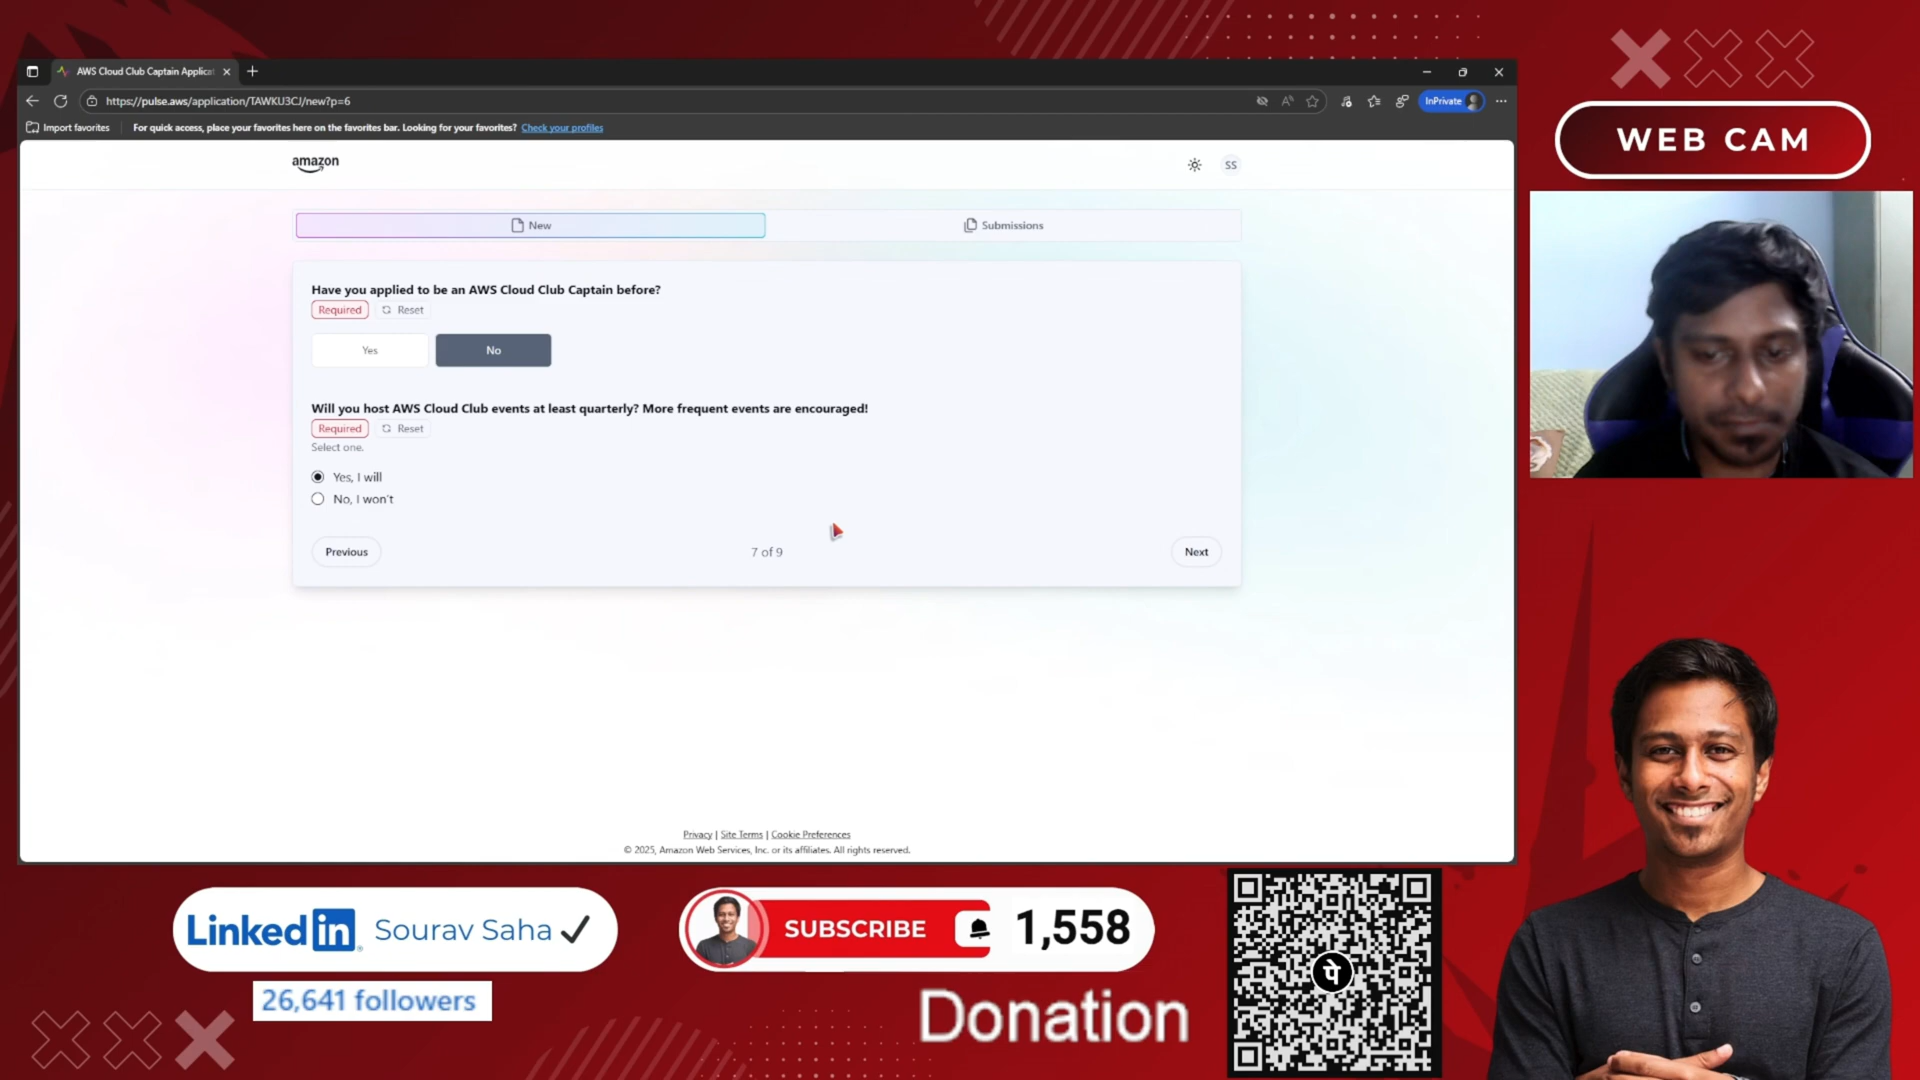 AWS Cloud Club Captain Applicat
https://pulse.aws/application/TAWKU3CJ/new?p=6
InPrivate
Import favorites
For quick access, place your favorites here on the favorites bar. Looking for your favorites? Check your profiles
amazon
SS
New
Submissions
Have you applied to be an AWS Cloud Club Captain before?
Required Reset
Yes No
Will you host AWS Cloud Club events at least quarterly? More frequent events are encouraged!
Required Reset
Select one.
Yes, I will
No, I won't
Previous 7 of 9 Next
Privacy | Site Terms | Cookie Preferences
© 2025, Amazon Web Services, Inc. or its affiliates. All rights reserved.
WEB CAM
LinkedIn Sourav Saha
26,641 followers
SUBSCRIBE 1,558
Donation
पे